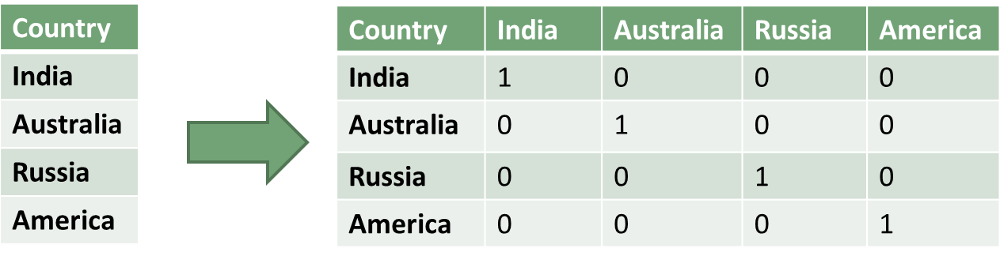 Country
India
Australia
Russia
America
Country India Australia Russia America
India 1 0 0 0
Australia 0 1 0 0
Russia 0 0 1 0
America 0 0 0 1